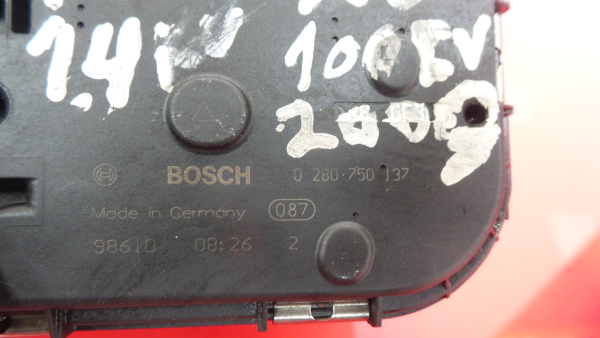 1.4i 100EV
2009
BOSCH 0 280 750 137
Made in Germany 087
98610 08:26 2